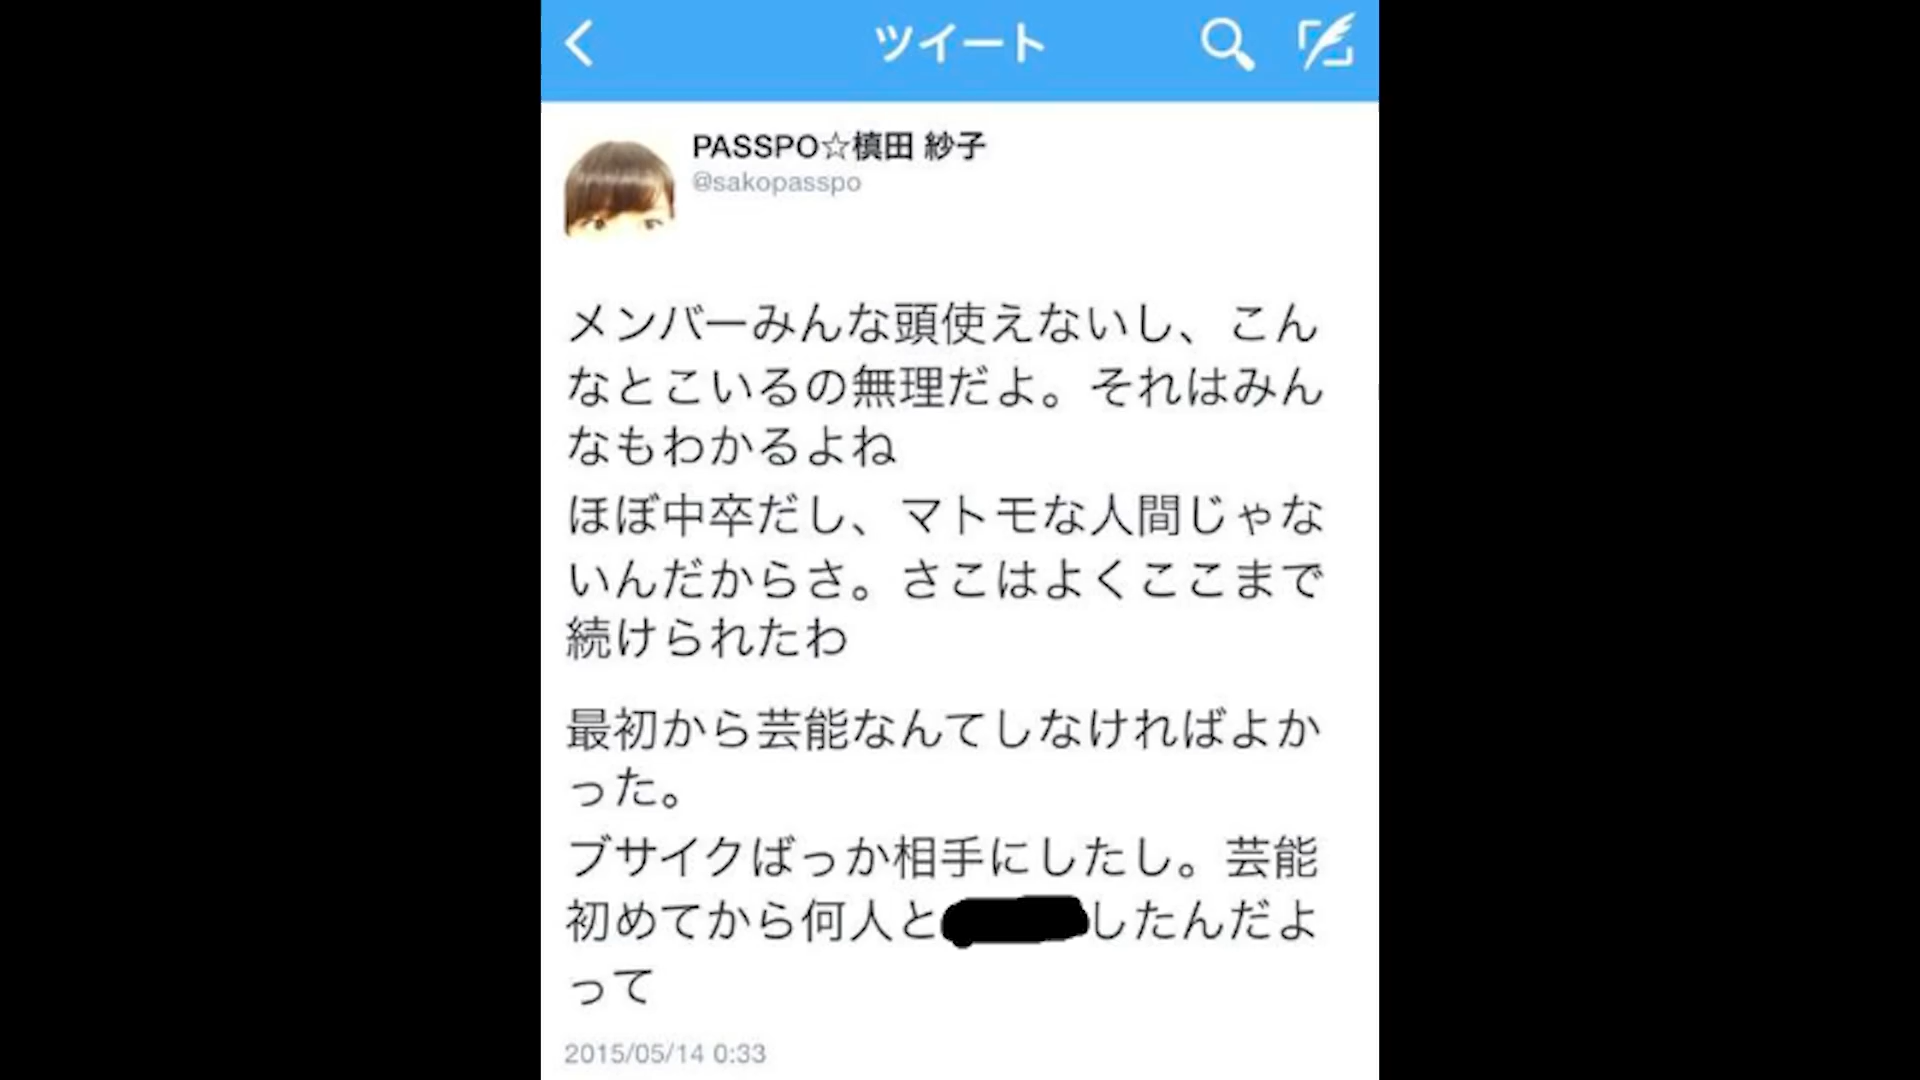 ツイート
PASSPO☆槙田 紗子
@sakopasspo
メンバーみんな頭使えないし、こん
なとこいるの無理だよ。それはみん
なもわかるよね
ほぼ中卒だし、マトモな人間じゃな
いんだからさ。さこはよくここまで
続けられたわ
最初から芸能なんてしなければよか
った。
ブサイクばっか相手にしたし。芸能
初めてから何人としたんだよ
って
2015/05/14 0:33